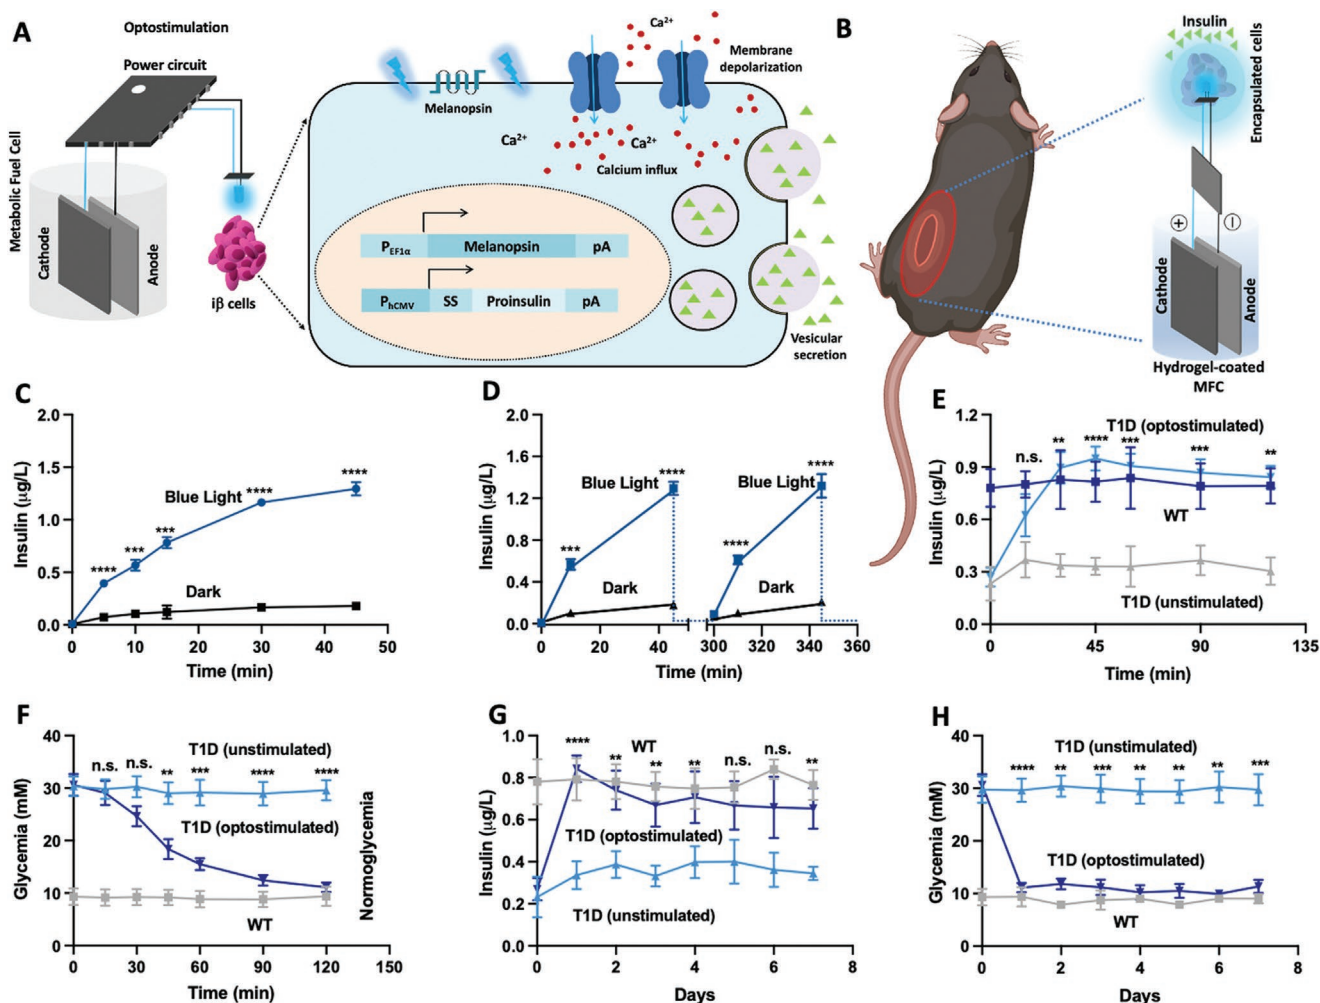 A
Optostimulation
Power circuit
Metabolic Fuel Cell
Cathode
Anode
iβ cells
Melanopsin
Ca²⁺
Membrane
depolarization
Ca²⁺
Ca²⁺
Calcium influx
P_EF1α Melanopsin pA
P_hCMV SS Proinsulin pA
Vesicular
secretion
B
Insulin
Encapsulated cells
+ −
Cathode
Anode
Hydrogel-coated
MFC
C
Insulin (µg/L)
2.0
1.5
1.0
0.5
0.0
Blue Light
Dark
**** *** *** **** ****
0 10 20 30 40 50
Time (min)
D
Insulin (µg/L)
2.0
1.6
1.2
0.8
0.4
0.0
Blue Light
Dark
*** ****
Blue Light
Dark
**** ****
0 20 40 300 320 340 360
Time (min)
E
Insulin (µg/L)
1.2
0.9
0.6
0.3
0.0
T1D (optostimulated)
n.s. ** **** *** *** **
WT
T1D (unstimulated)
0 45 90 135
Time (min)
F
Glycemia (mM)
40
30
20
10
0
T1D (unstimulated)
n.s. n.s. ** *** **** ****
T1D (optostimulated)
WT
Normoglycemia
0 30 60 90 120 150
Time (min)
G
Insulin (µg/L)
1.0
0.8
0.6
0.4
0.2
0.0
WT
**** ** ** ** n.s. n.s. **
T1D (optostimulated)
T1D (unstimulated)
0 2 4 6 8
Days
H
Glycemia (mM)
40
30
20
10
0
T1D (unstimulated)
**** ** *** ** ** ** ***
T1D (optostimulated)
WT
0 2 4 6 8
Days